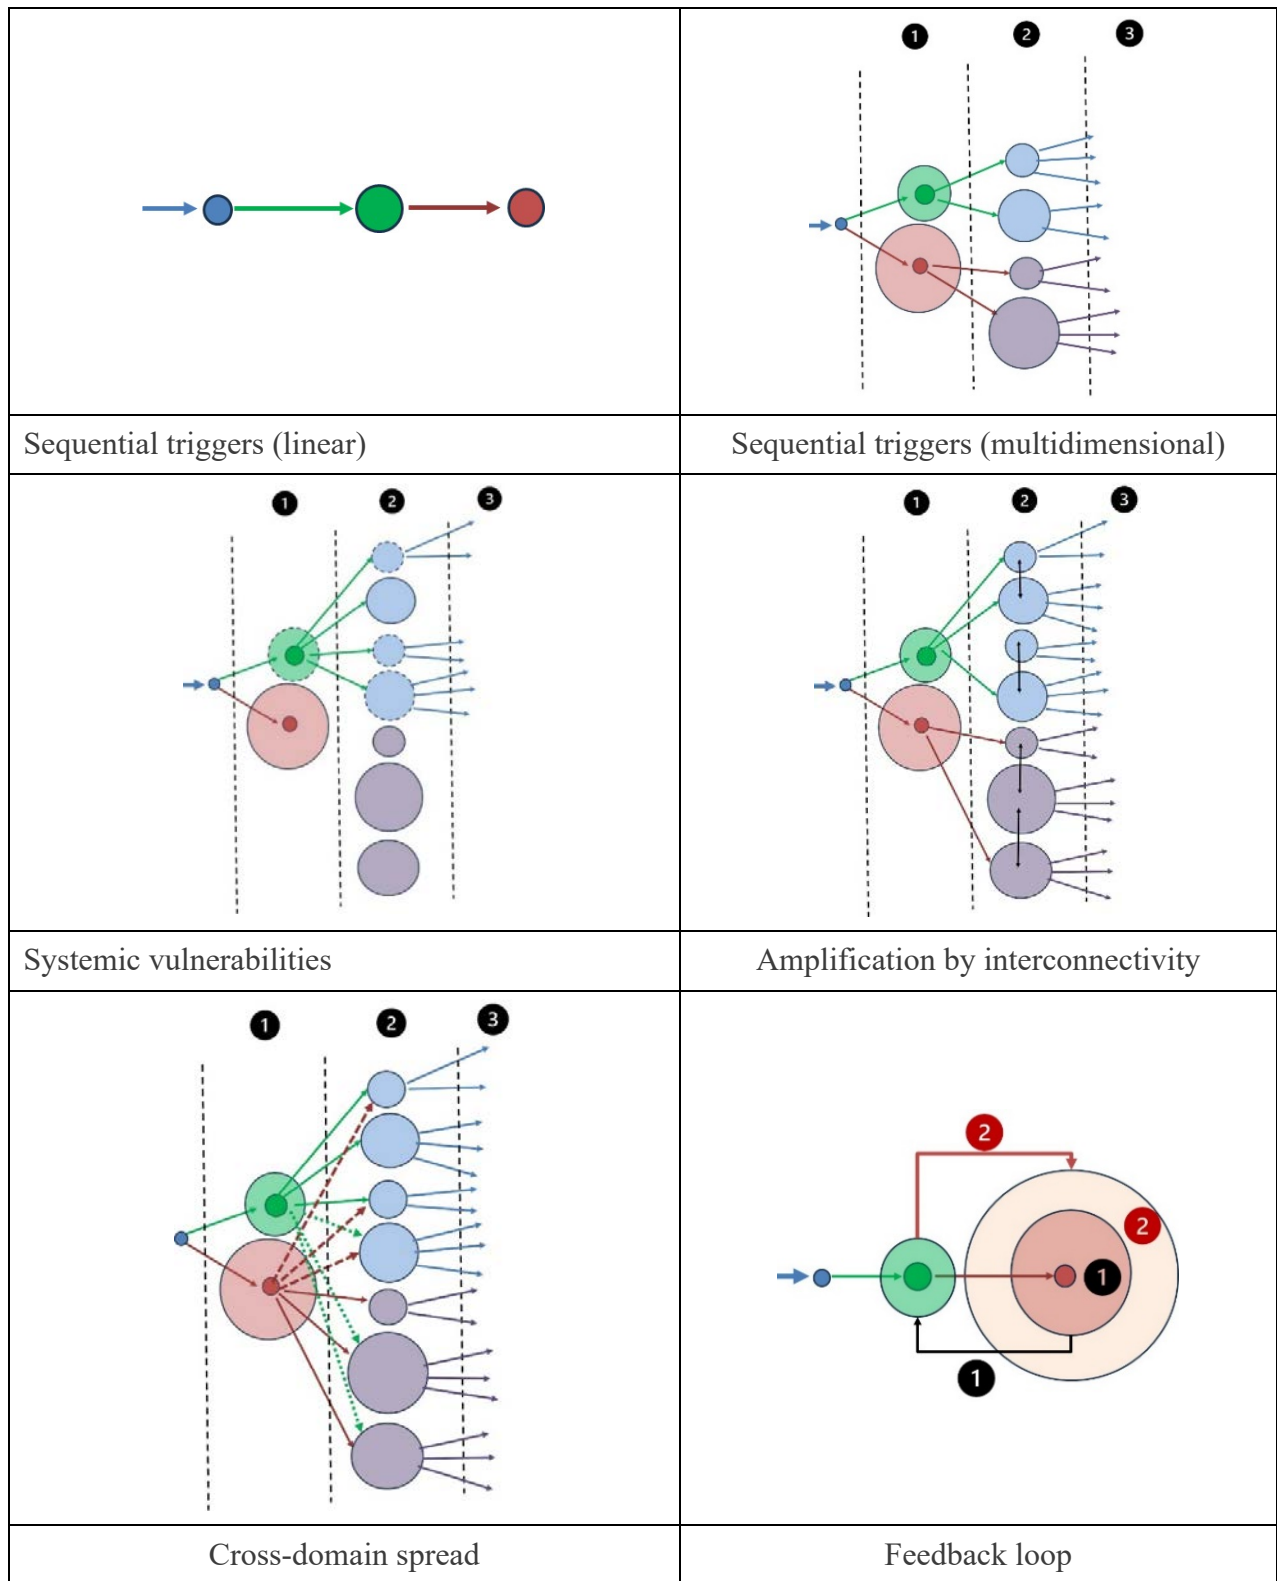 1 2 3
Sequential triggers (linear)
Sequential triggers (multidimensional)
1 2 3
1 2 3
Systemic vulnerabilities
Amplification by interconnectivity
1 2 3
2
2
1
1
Cross-domain spread
Feedback loop